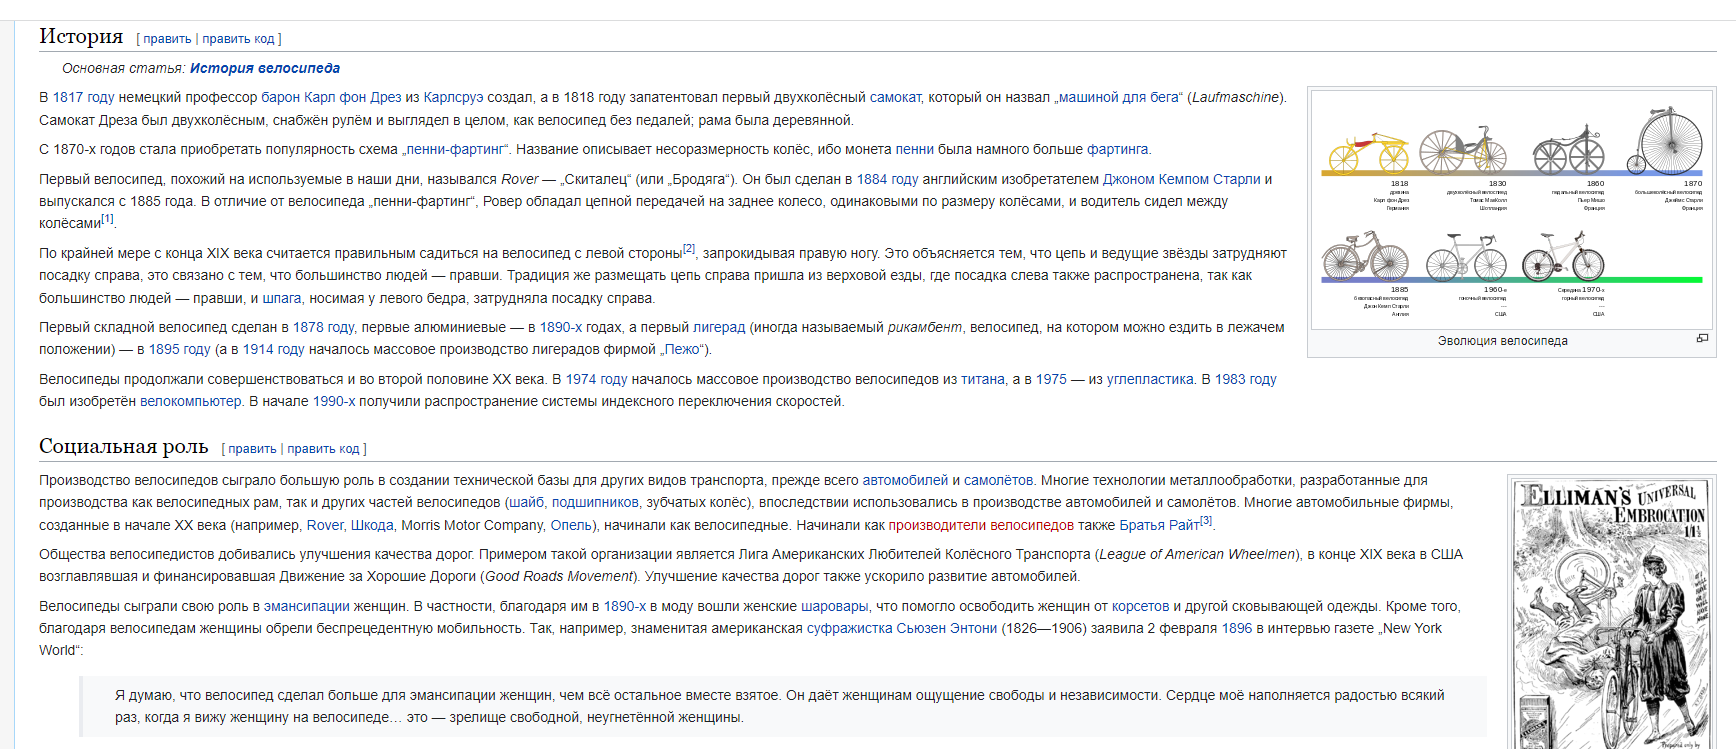 История [ править | править код ]
Основная статья: История велосипеда
В 1817 году немецкий профессор барон Карл фон Дрез из Карлсруэ создал, а в 1818 году запатентовал первый двухколёсный самокат, который он назвал „машиной для бега“ (Laufmaschine).
Самокат Дреза был двухколёсным, снабжён рулём и выглядел в целом, как велосипед без педалей; рама была деревянной.
С 1870-х годов стала приобретать популярность схема „пенни-фартинг“. Название описывает несоразмерность колёс, ибо монета пенни была намного больше фартинга.
Первый велосипед, похожий на используемые в наши дни, назывался Rover — „Скиталец“ (или „Бродяга“). Он был сделан в 1884 году английским изобретателем Джоном Кемпом Старли и
выпускался с 1885 года. В отличие от велосипеда „пенни-фартинг“, Ровер обладал цепной передачей на заднее колесо, одинаковыми по размеру колёсами, и водитель сидел между
колёсами[1].
По крайней мере с конца XIX века считается правильным садиться на велосипед с левой стороны[2], запрокидывая правую ногу. Это объясняется тем, что цепь и ведущие звёзды затрудняют
посадку справа, это связано с тем, что большинство людей — правши. Традиция же размещать цепь справа пришла из верховой езды, где посадка слева также распространена, так как
большинство людей — правши, и шпага, носимая у левого бедра, затрудняла посадку справа.
Первый складной велосипед сделан в 1878 году, первые алюминиевые — в 1890-х годах, а первый лигерад (иногда называемый рикамбент, велосипед, на котором можно ездить в лежачем
положении) — в 1895 году (а в 1914 году началось массовое производство лигерадов фирмой „Пежо“).
Велосипеды продолжали совершенствоваться и во второй половине XX века. В 1974 году началось массовое производство велосипедов из титана, а в 1975 — из углепластика. В 1983 году
был изобретён велокомпьютер. В начале 1990-х получили распространение системы индексного переключения скоростей.
1818 1830 1860 1870
дрезина двухколёсный велосипед педальный велосипед большеколёсный велосипед
Карл фон Дрез Томас МакКолл Пьер Мишо Джеймс Старли
Германия Шотландия Франция Франция
1885 1960-е Середина 1970-х
безопасный велосипед гоночный велосипед горный велосипед
Джон Кемп Старли — —
Англия США США
Эволюция велосипеда
Социальная роль [ править | править код ]
Производство велосипедов сыграло большую роль в создании технической базы для других видов транспорта, прежде всего автомобилей и самолётов. Многие технологии металлообработки, разработанные для
производства как велосипедных рам, так и других частей велосипедов (шайб, подшипников, зубчатых колёс), впоследствии использовались в производстве автомобилей и самолётов. Многие автомобильные фирмы,
созданные в начале XX века (например, Rover, Шкода, Morris Motor Company, Опель), начинали как велосипедные. Начинали как производители велосипедов также Братья Райт[3].
Общества велосипедистов добивались улучшения качества дорог. Примером такой организации является Лига Американских Любителей Колёсного Транспорта (League of American Wheelmen), в конце XIX века в США
возглавлявшая и финансировавшая Движение за Хорошие Дороги (Good Roads Movement). Улучшение качества дорог также ускорило развитие автомобилей.
Велосипеды сыграли свою роль в эмансипации женщин. В частности, благодаря им в 1890-х в моду вошли женские шаровары, что помогло освободить женщин от корсетов и другой сковывающей одежды. Кроме того,
благодаря велосипедам женщины обрели беспрецедентную мобильность. Так, например, знаменитая американская суфражистка Сьюзен Энтони (1826—1906) заявила 2 февраля 1896 в интервью газете „New York
World“:
Я думаю, что велосипед сделал больше для эмансипации женщин, чем всё остальное вместе взятое. Он даёт женщинам ощущение свободы и независимости. Сердце моё наполняется радостью всякий
раз, когда я вижу женщину на велосипеде… это — зрелище свободной, неугнетённой женщины.
ELLIMAN'S UNIVERSAL
EMBROCATION
1/1½
Prepared only by